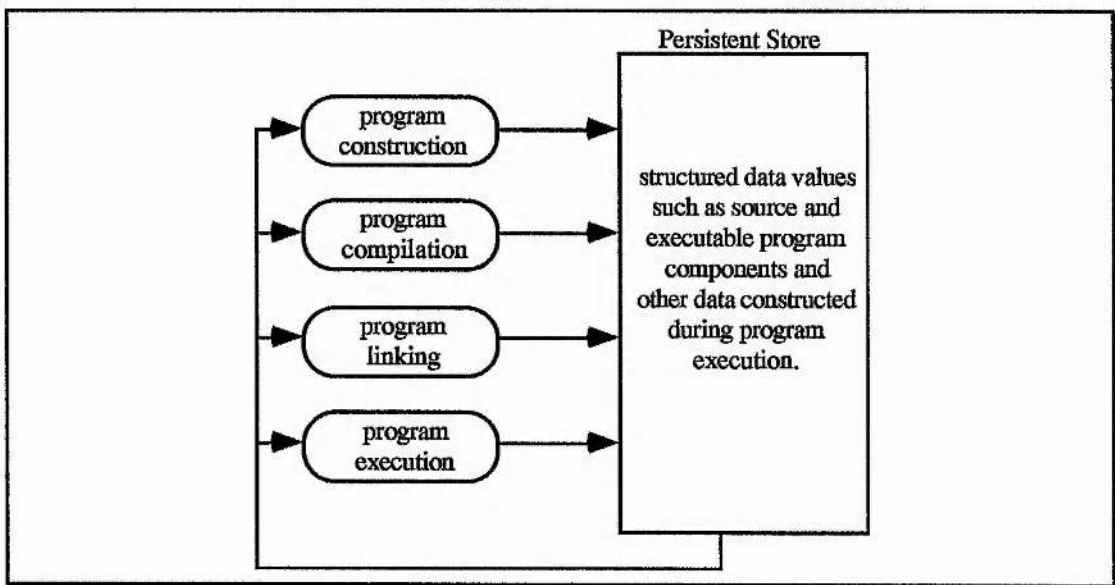 Persistent Store
program
construction
program
compilation
program
linking
program
execution
structured data values
such as source and
executable program
components and
other data constructed
during program
execution.